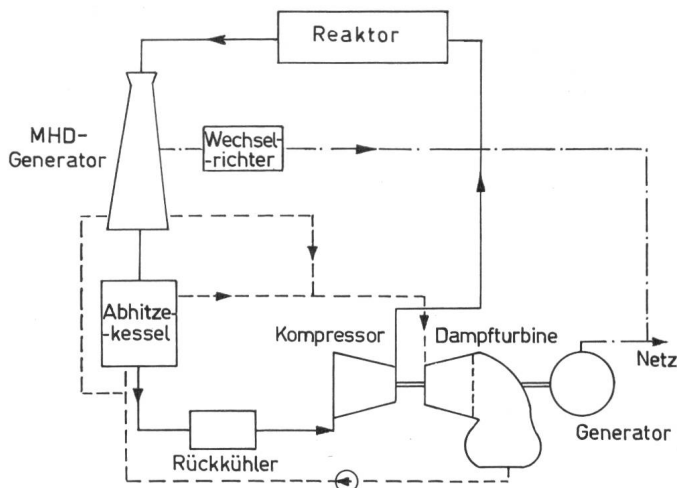 Reaktor
MHD-
Generator
Wechsel-
-richter
Abhitze-
-kessel
Kompressor
Dampfturbine
Netz
Generator
Rückkühler